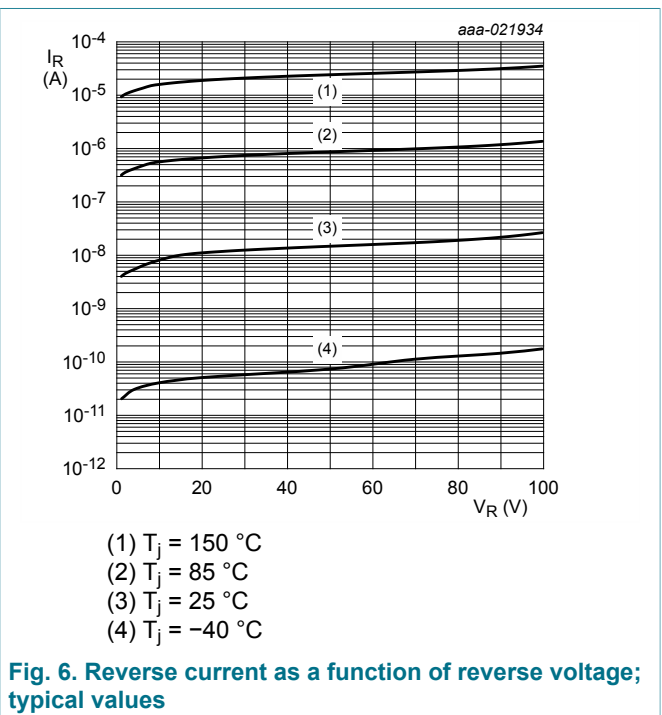 aaa-021934
I_R
(A)
10^-4
10^-5
10^-6
10^-7
10^-8
10^-9
10^-10
10^-11
10^-12
(1)
(2)
(3)
(4)
0 20 40 60 80 100
V_R (V)
(1) T_j = 150 °C
(2) T_j = 85 °C
(3) T_j = 25 °C
(4) T_j = −40 °C
Fig. 6. Reverse current as a function of reverse voltage;
typical values